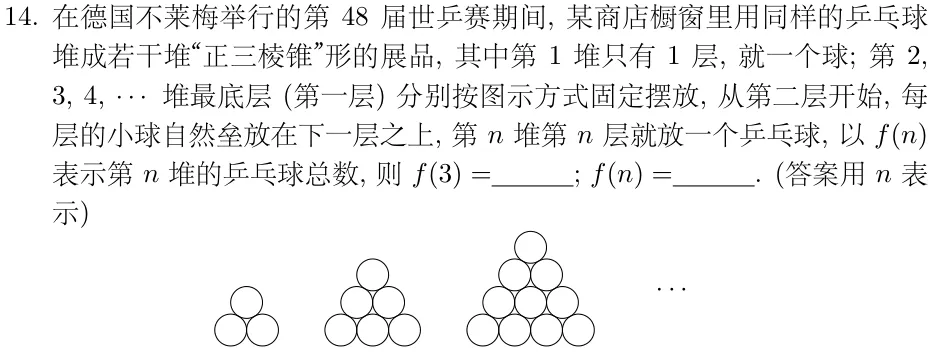 14. 在德国不莱梅举行的第 48 届世乒赛期间, 某商店橱窗里用同样的乒乓球
堆成若干堆“正三棱锥”形的展品, 其中第 1 堆只有 1 层, 就一个球; 第 2,
3, 4, ⋯ 堆最底层 (第一层) 分别按图示方式固定摆放, 从第二层开始, 每
层的小球自然垒放在下一层之上, 第 n 堆第 n 层就放一个乒乓球, 以 f(n)
表示第 n 堆的乒乓球总数, 则 f(3) =______; f(n) =______. (答案用 n 表
示)
⋯